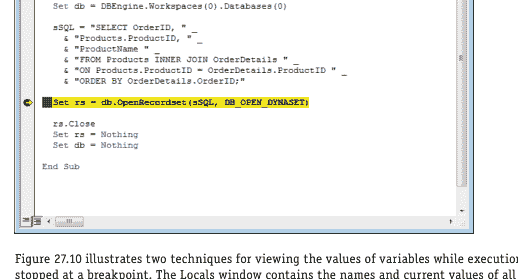 Set db = DBEngine.Workspaces(0).Databases(0)
sSQL = "SELECT OrderID, " _
& "Products.ProductID, " _
& "ProductName " _
& "FROM Products INNER JOIN OrderDetails " _
& "ON Products.ProductID = OrderDetails.ProductID " _
& "ORDER BY OrderDetails.OrderID;"
Set rs = db.OpenRecordset(sSQL, DB_OPEN_DYNASET)
rs.Close
Set rs = Nothing
Set db = Nothing
End Sub
Figure 27.10 illustrates two techniques for viewing the values of variables while execution
stopped at a breakpoint. The Locals window contains the names and current values of all